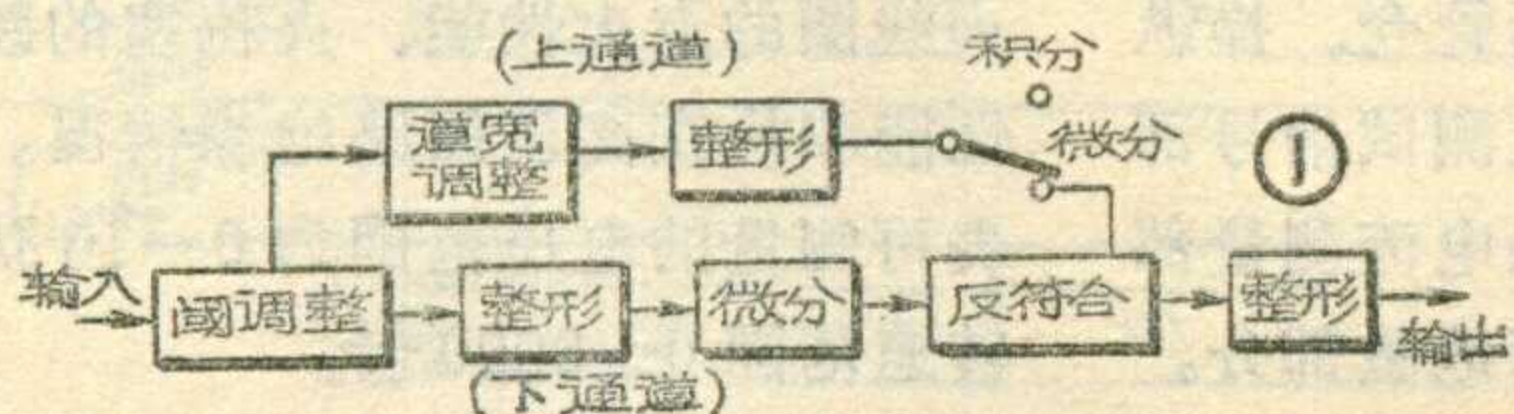 (上通道)
积分
道宽
调整
整形
微分
①
输入
阈调整
整形
微分
反符合
整形
输出
(下通道)